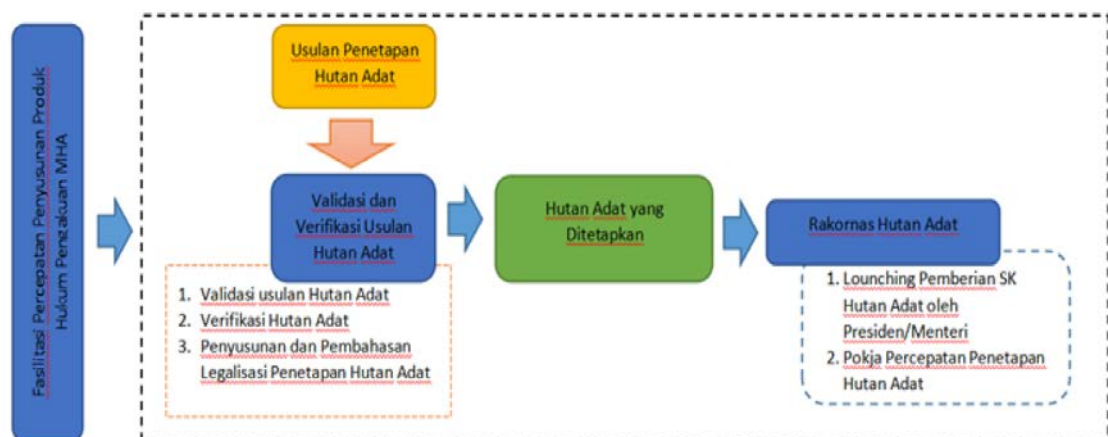 Fasilitasi Percepatan Penyusunan Produk
Hukum Pengakuan MHA
Usulan Penetapan
Hutan Adat
Validasi dan
Verifikasi Usulan
Hutan Adat
1. Validasi usulan Hutan Adat
2. Verifikasi Hutan Adat
3. Penyusunan dan Pembahasan
Legalisasi Penetapan Hutan Adat
Hutan Adat yang
Ditetapkan
Rakornas Hutan Adat
1. Lounching Pemberian SK
Hutan Adat oleh
Presiden/Menteri
2. Pokja Percepatan Penetapan
Hutan Adat